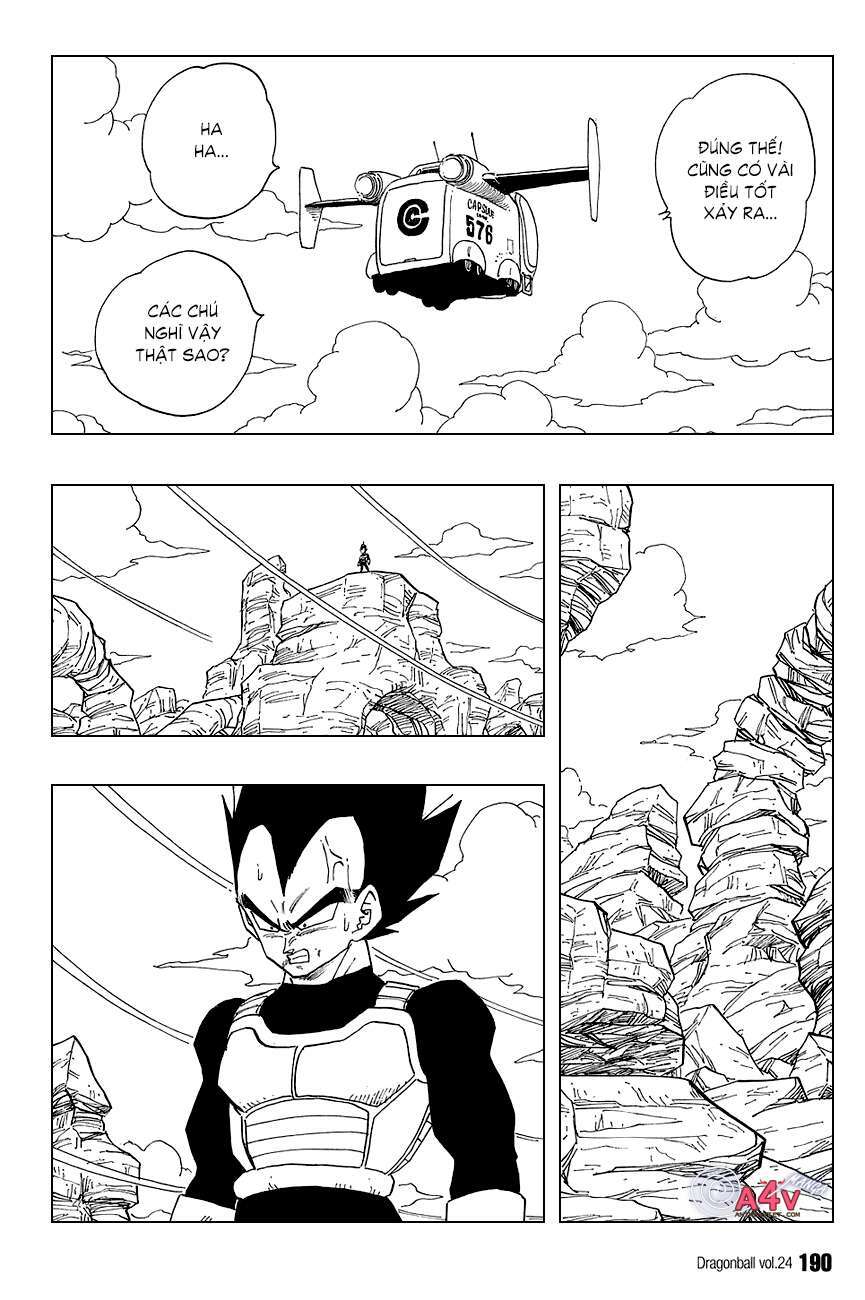 ĐÚNG THẾ!
CŨNG CÓ VÀI
ĐIỀU TỐT
XẢY RA...
HA
HA...
CÁC CHÚ
NGHĨ VẬY
THẬT SAO?
CAPSULE
576
A4V
Dragonball vol.24 190